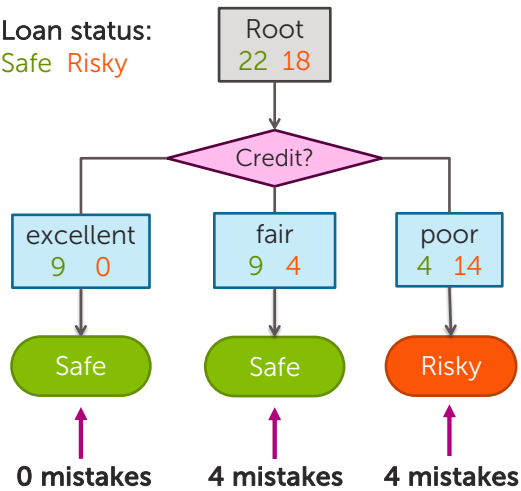 Loan status:
Safe Risky
Root
22 18
Credit?
excellent
9 0
fair
9 4
poor
4 14
Safe
Safe
Risky
0 mistakes
4 mistakes
4 mistakes